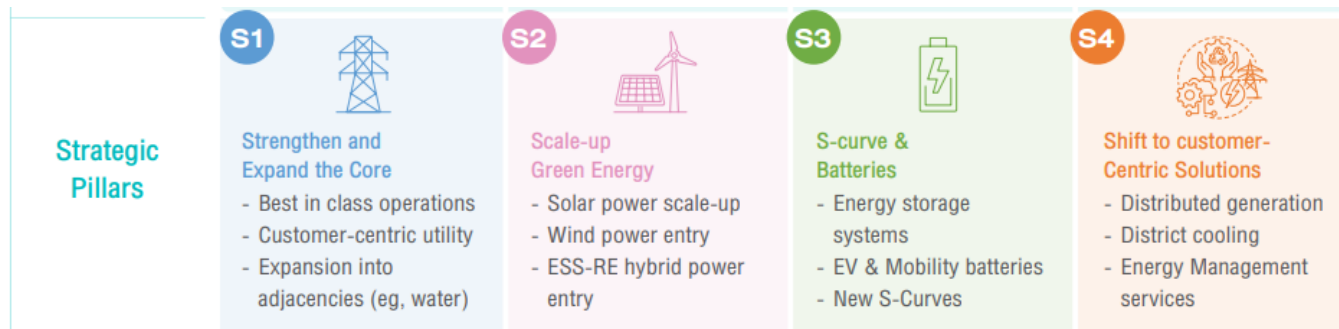 Strategic
Pillars
S1
Strengthen and
Expand the Core
- Best in class operations
- Customer-centric utility
- Expansion into
adjacencies (eg, water)
S2
Scale-up
Green Energy
- Solar power scale-up
- Wind power entry
- ESS-RE hybrid power
entry
S3
S-curve &
Batteries
- Energy storage
systems
- EV & Mobility batteries
- New S-Curves
S4
Shift to customer-
Centric Solutions
- Distributed generation
- District cooling
- Energy Management
services